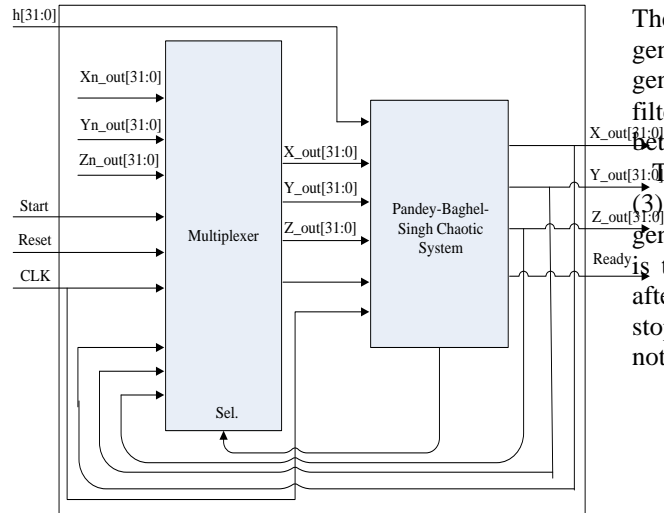 h[31:0]
Xn_out[31:0]
Yn_out[31:0]
Zn_out[31:0]
Start
Reset
CLK
Multiplexer
Sel.
X_out[31:0]
Y_out[31:0]
Z_out[31:0]
Pandey-Baghel-
Singh Chaotic
System
X_out[31:0]
Y_out[31:0]
Z_out[31:0]
Ready
The
gen
gen
filt
bet
T
(3)
gen
is t
afte
stop
not